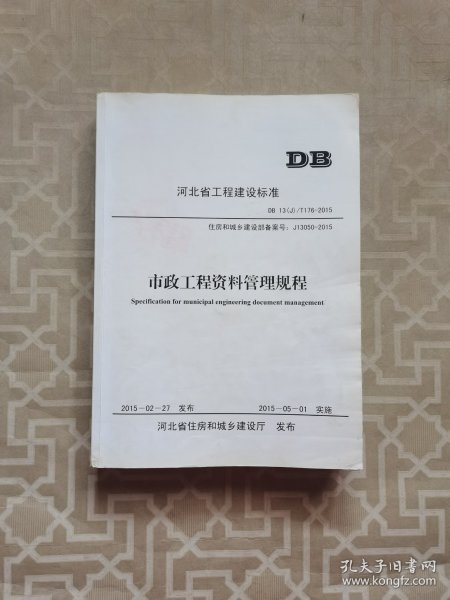 DB
河北省工程建设标准
DB 13(J)/T176-2015
住房和城乡建设部备案号：J13050-2015
市政工程资料管理规程
Specification for municipal engineering document management
2015-02-27 发布 2015-05-01 实施
河北省住房和城乡建设厅 发布
孔夫子旧书网
www.kongfz.com